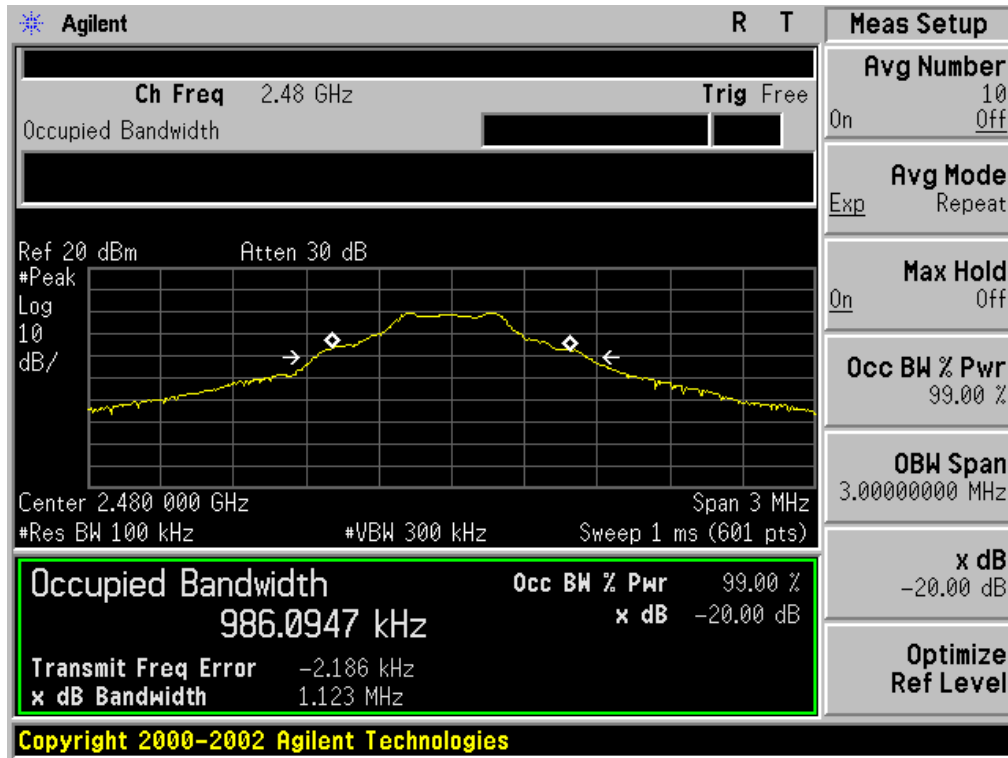 Agilent R T
Ch Freq 2.48 GHz Trig Free
Occupied Bandwidth
Ref 20 dBm Atten 30 dB
#Peak
Log
10
dB/
Center 2.480 000 GHz Span 3 MHz
#Res BW 100 kHz #VBW 300 kHz Sweep 1 ms (601 pts)
Occupied Bandwidth Occ BW % Pwr 99.00 %
986.0947 kHz x dB -20.00 dB
Transmit Freq Error -2.186 kHz
x dB Bandwidth 1.123 MHz
Copyright 2000-2002 Agilent Technologies
Meas Setup
Avg Number
10
On Off
Avg Mode
Exp Repeat
Max Hold
On Off
Occ BW % Pwr
99.00 %
OBW Span
3.00000000 MHz
x dB
-20.00 dB
Optimize
Ref Level